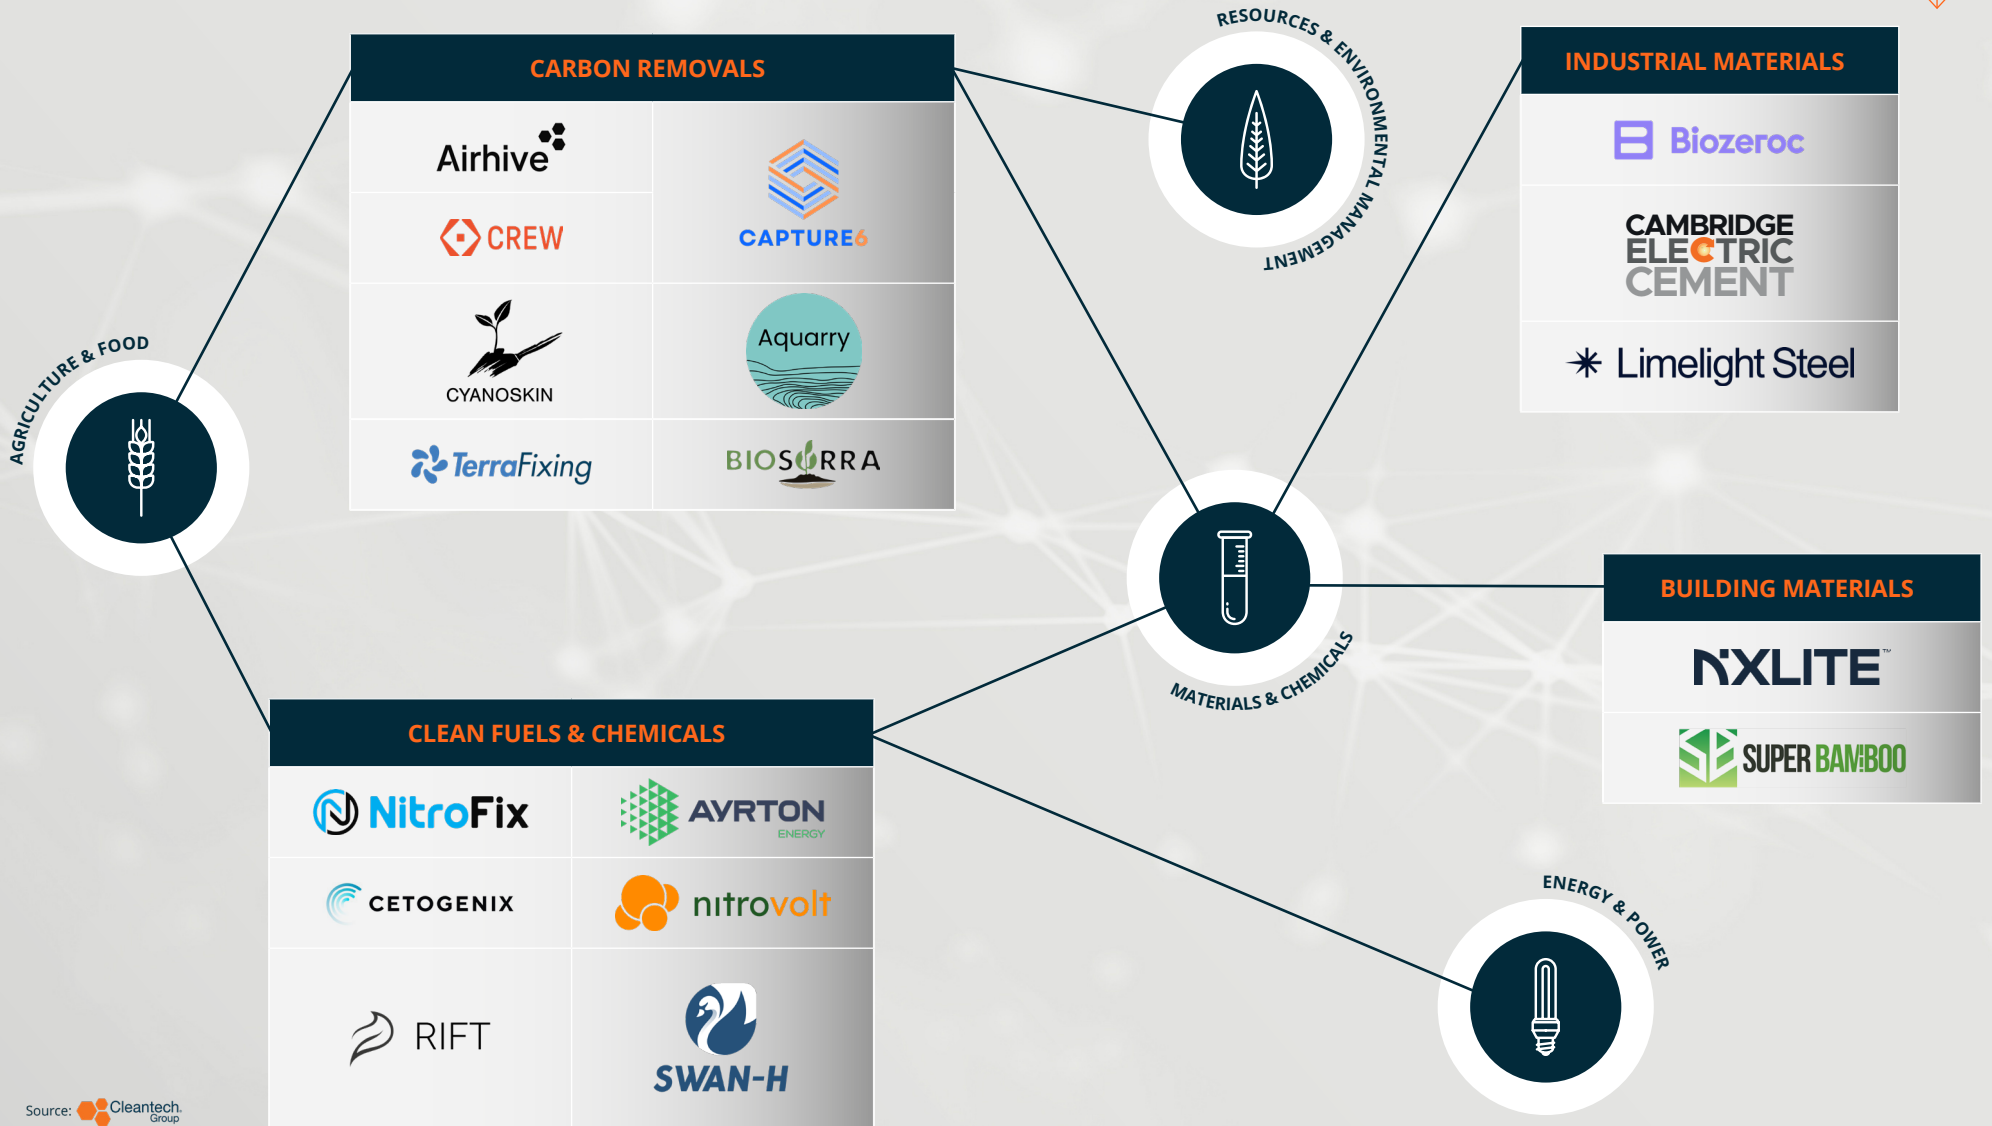 RESOURCES & ENVIRONMENTAL MANAGEMENT
CARBON REMOVALS
Airhive
CREW
CAPTURE6
CYANOSKIN
Aquarry
TerraFixing
BIOSORRA
INDUSTRIAL MATERIALS
Biozeroc
CAMBRIDGE
ELECTRIC
CEMENT
Limelight Steel
AGRICULTURE & FOOD
MATERIALS & CHEMICALS
BUILDING MATERIALS
NXLITE™
SUPER BAMBOO
CLEAN FUELS & CHEMICALS
NitroFix
AYRTON
ENERGY
CETOGENIX
nitrovolt
RIFT
SWAN-H
ENERGY & POWER
Source: Cleantech
Group